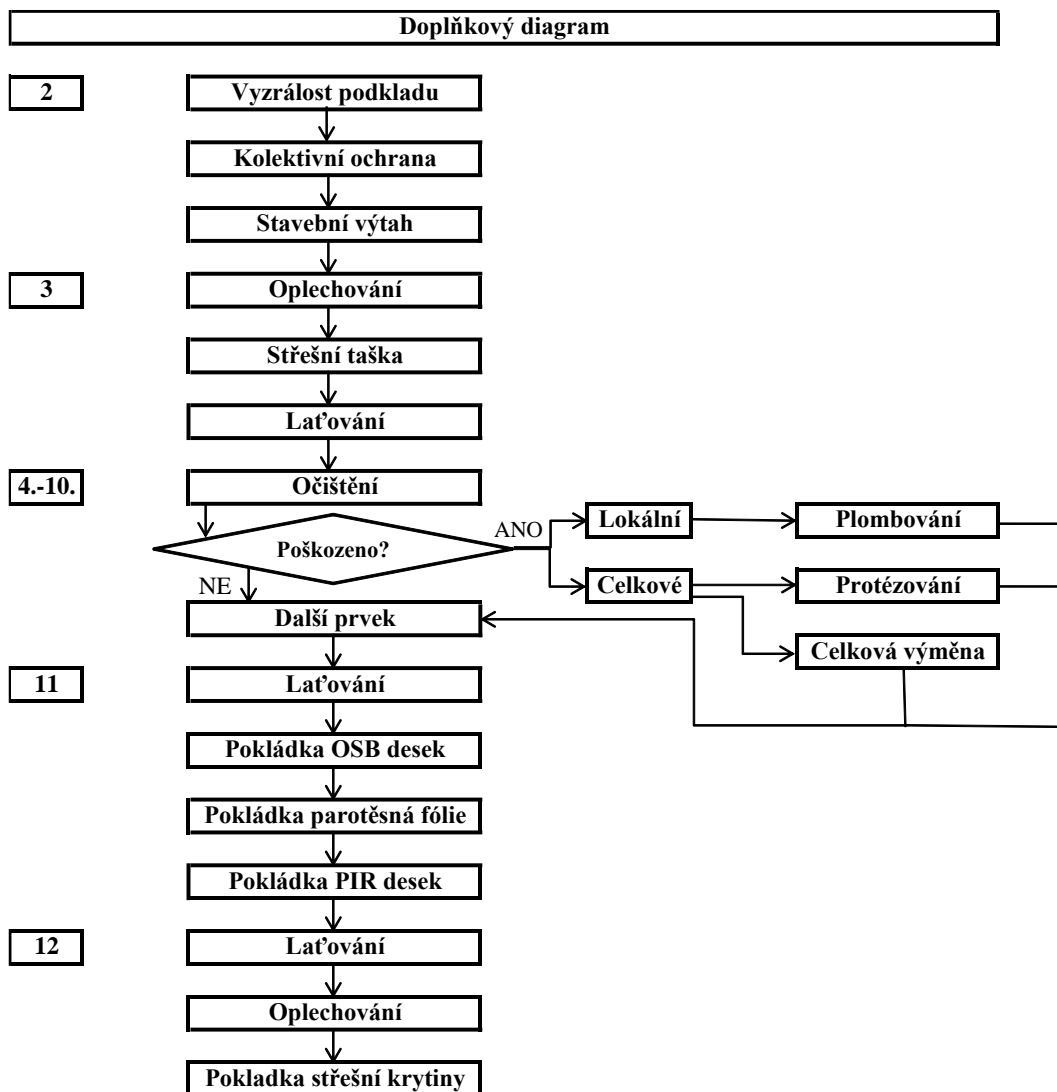 Doplňkový diagram
2 Vyzrálost podkladu
Kolektivní ochrana
Stavební výtah
3 Oplechování
Střešní taška
Laťování
4.-10. Očištění
Poškozeno? ANO Lokální Plombování
Celkové Protézování
NE
Další prvek
Celková výměna
11 Laťování
Pokládka OSB desek
Pokládka parotěsná fólie
Pokládka PIR desek
12 Laťování
Oplechování
Pokladka střešní krytiny